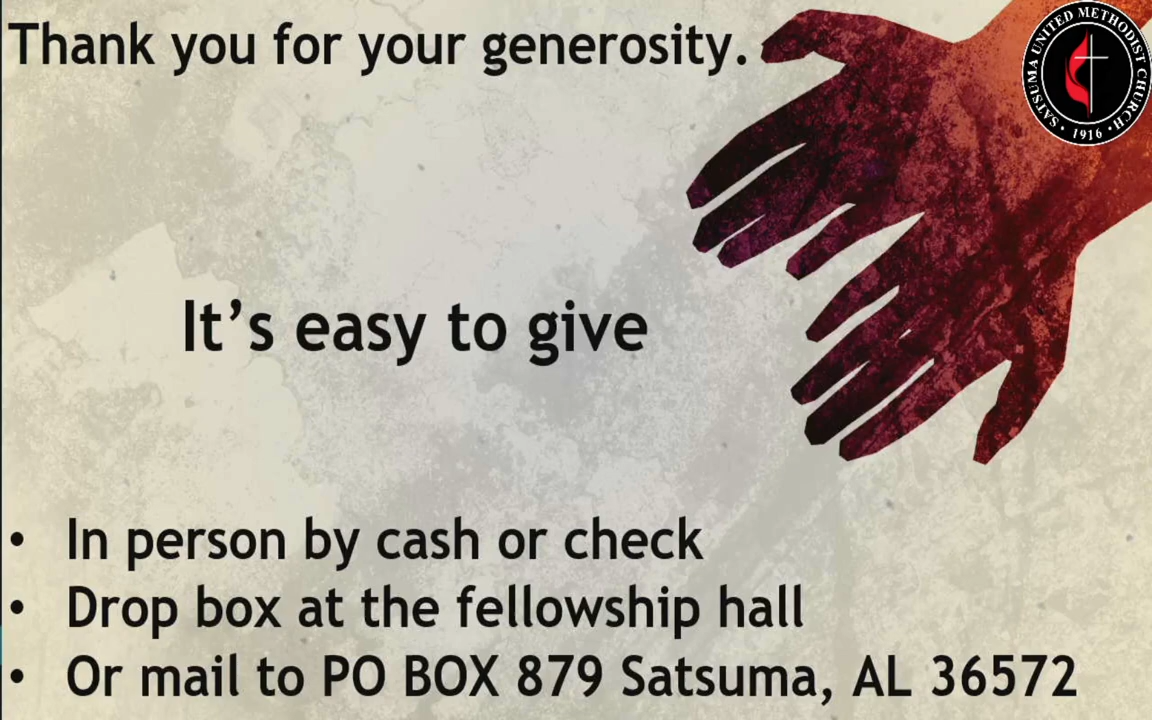 Thank you for your generosity.
SATSUMA UNITED METHODIST CHURCH
• 1916 •
It’s easy to give
• In person by cash or check
• Drop box at the fellowship hall
• Or mail to PO BOX 879 Satsuma, AL 36572